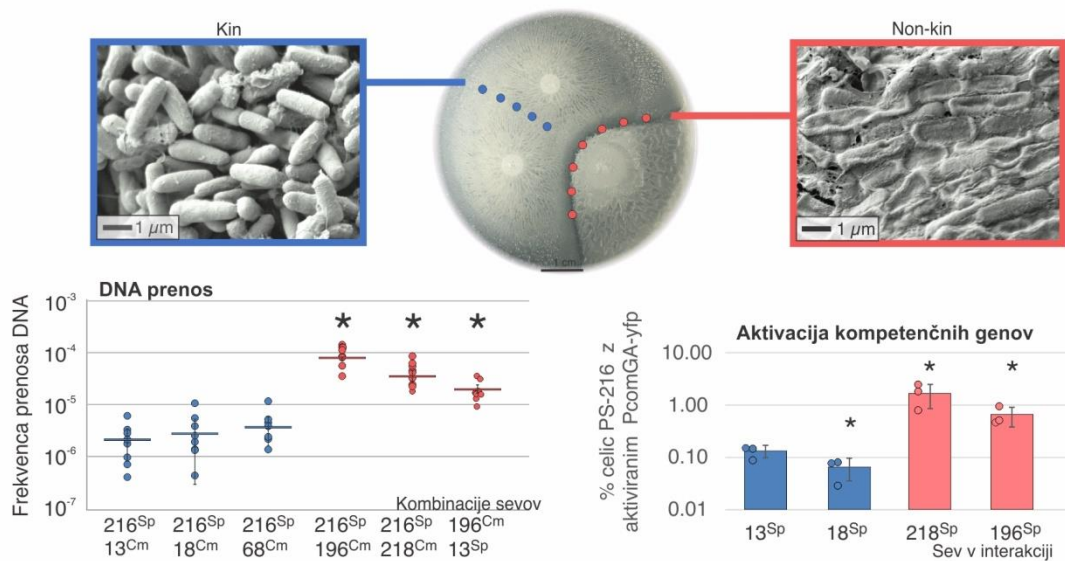 Kin
Non-kin
1 µm
1 cm
1 µm
DNA prenos
Frekvenca prenosa DNA
10-3
10-4
10-5
10-6
10-7
* * *
Kombinacije sevov
216Sp 216Sp 216Sp 216Sp 216Sp 196Cm
13Cm 18Cm 68Cm 196Cm 218Cm 13Sp
Aktivacija kompetenčnih genov
% celic PS-216 z
aktiviranim PcomGA-yfp
10.00
1.00
0.10
0.01
* * *
13Sp 18Sp 218Sp 196Sp
Sev v interakciji